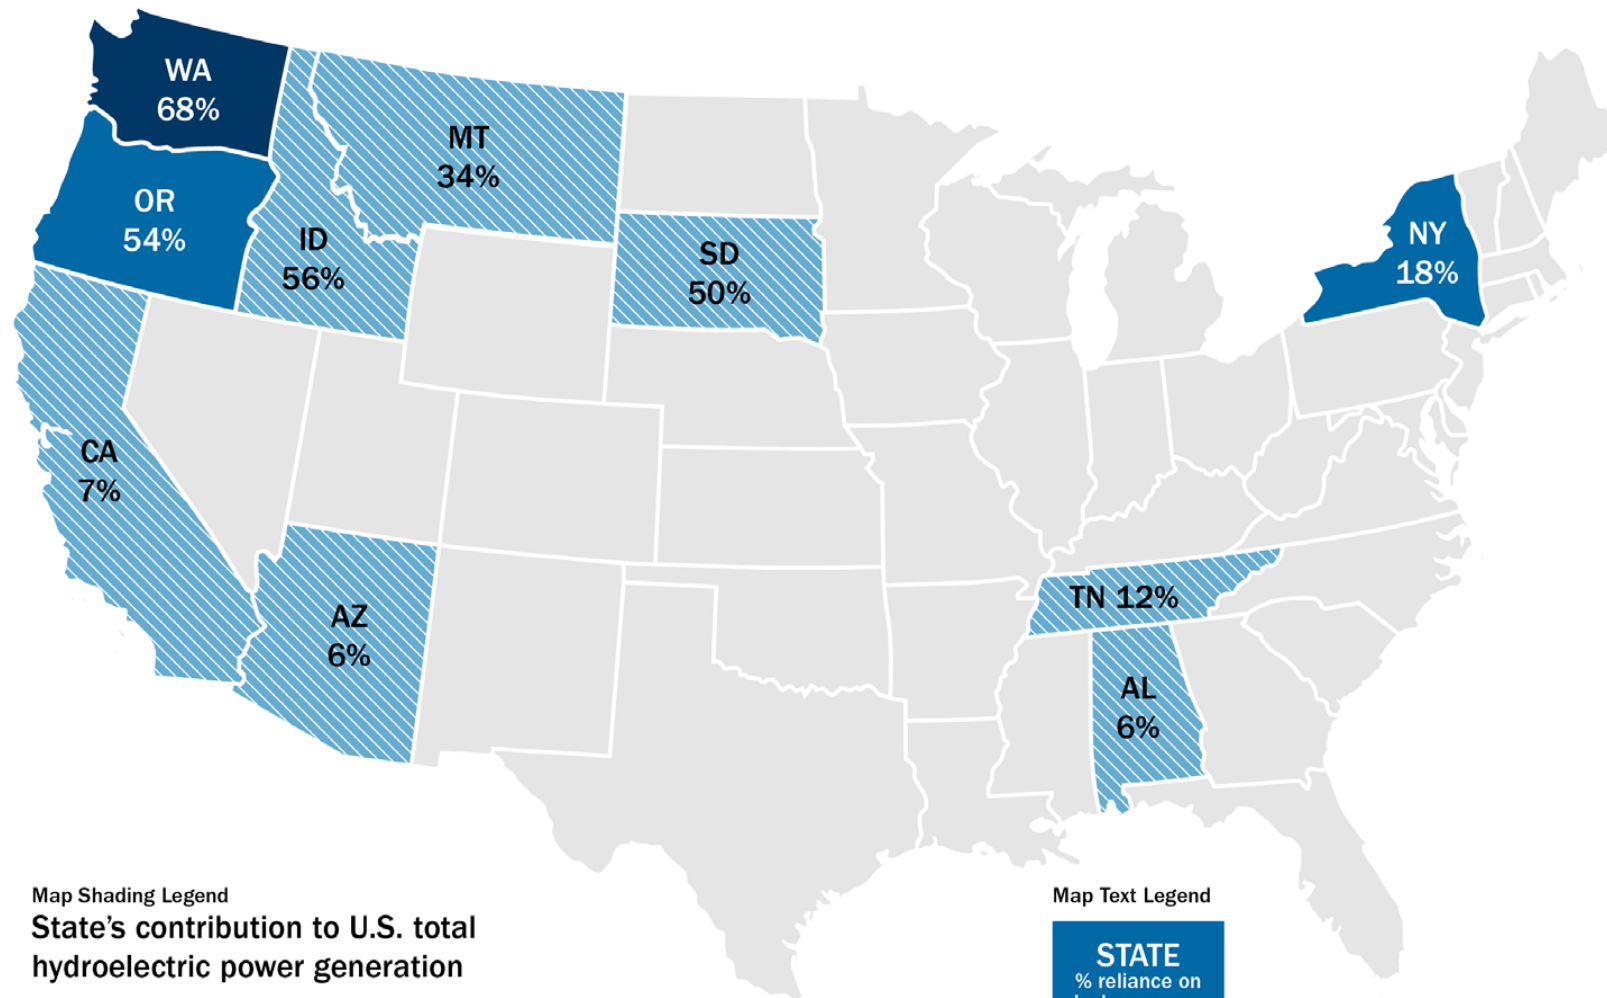 WA
68%
OR
54%
ID
56%
MT
34%
SD
50%
NY
18%
CA
7%
AZ
6%
TN 12%
AL
6%
Map Shading Legend
State’s contribution to U.S. total
hydroelectric power generation
Map Text Legend
STATE
% reliance on